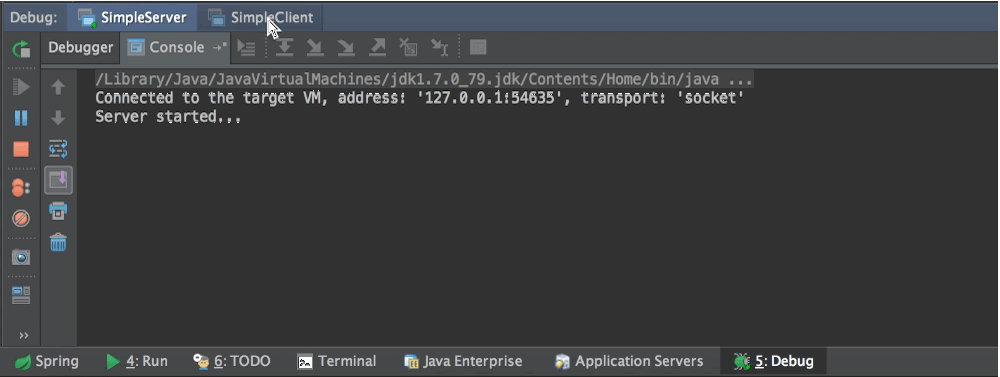 Debug: SimpleServer SimpleClient
Debugger Console
/Library/Java/JavaVirtualMachines/jdk1.7.0_79.jdk/Contents/Home/bin/java ...
Connected to the target VM, address: '127.0.0.1:54635', transport: 'socket'
Server started...
Spring 4: Run 6: TODO Terminal Java Enterprise Application Servers 5: Debug